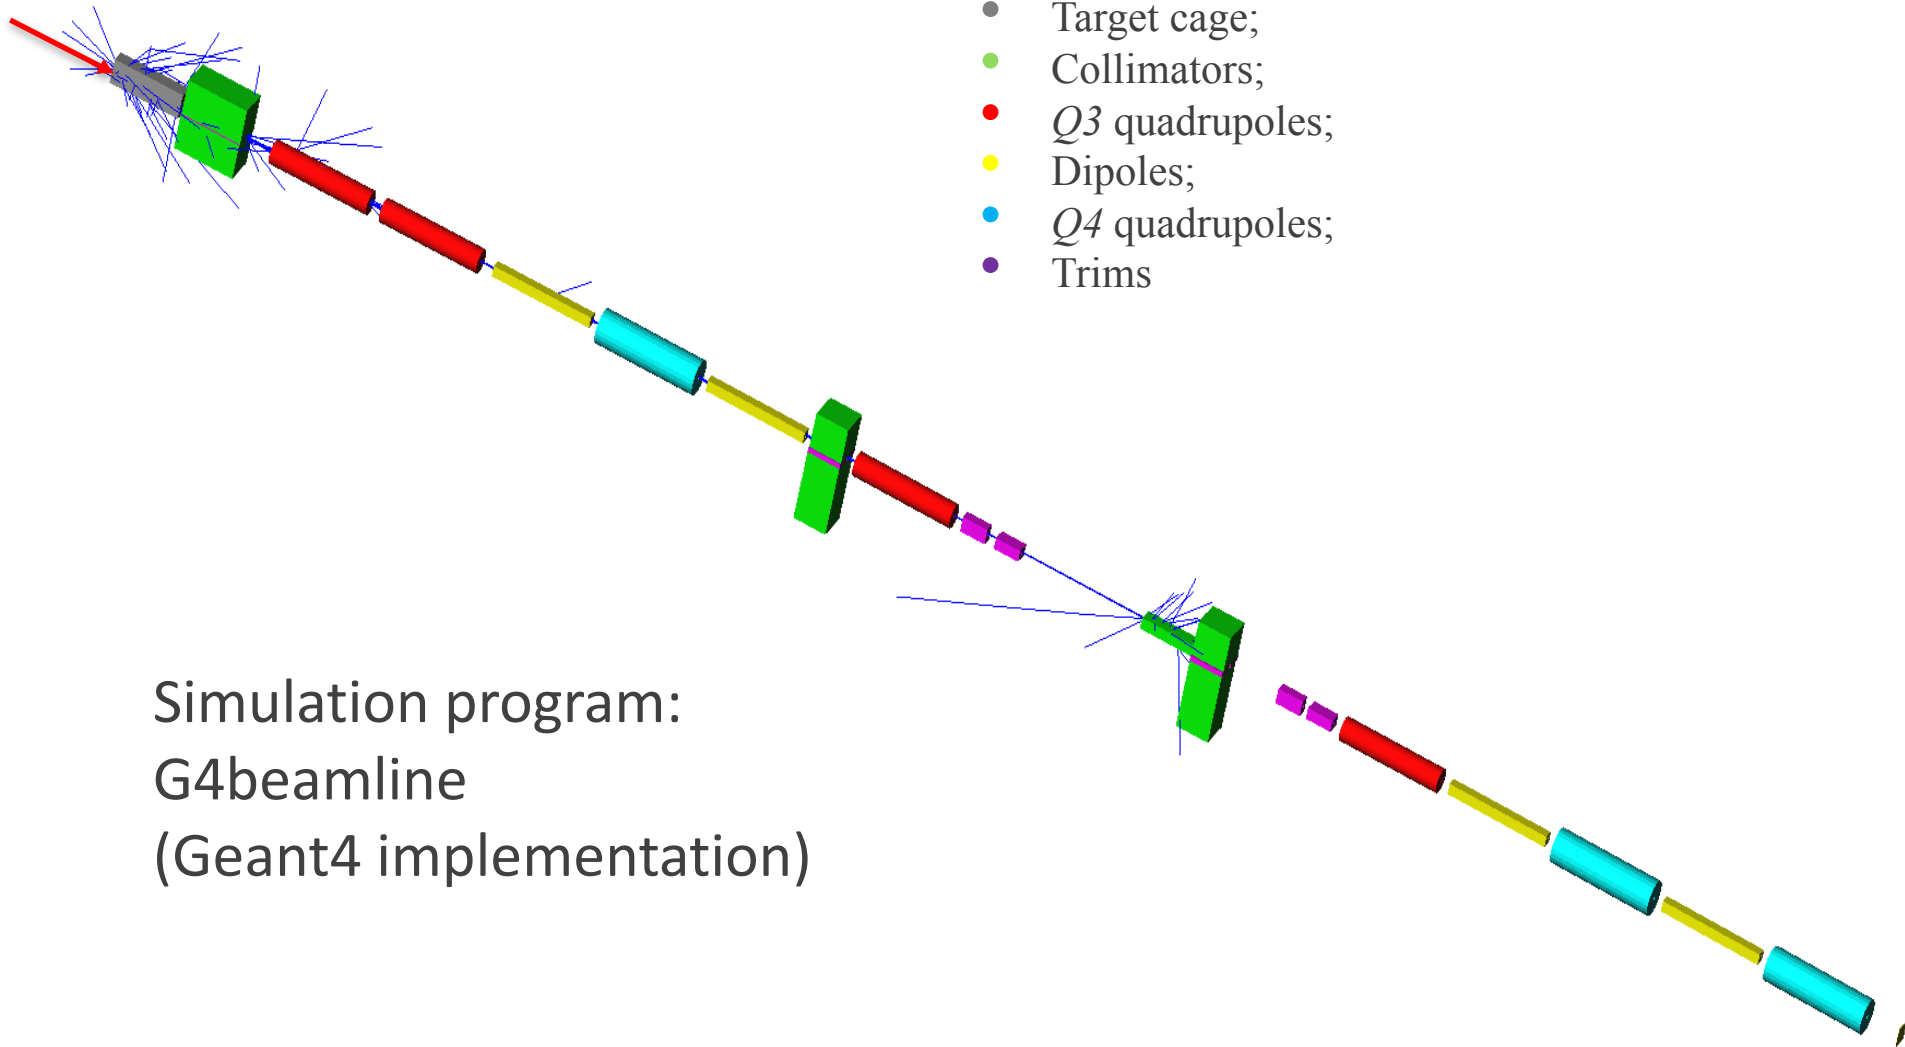 Target cage;
Collimators;
Q3 quadrupoles;
Dipoles;
Q4 quadrupoles;
Trims
Simulation program:
G4beamline
(Geant4 implementation)